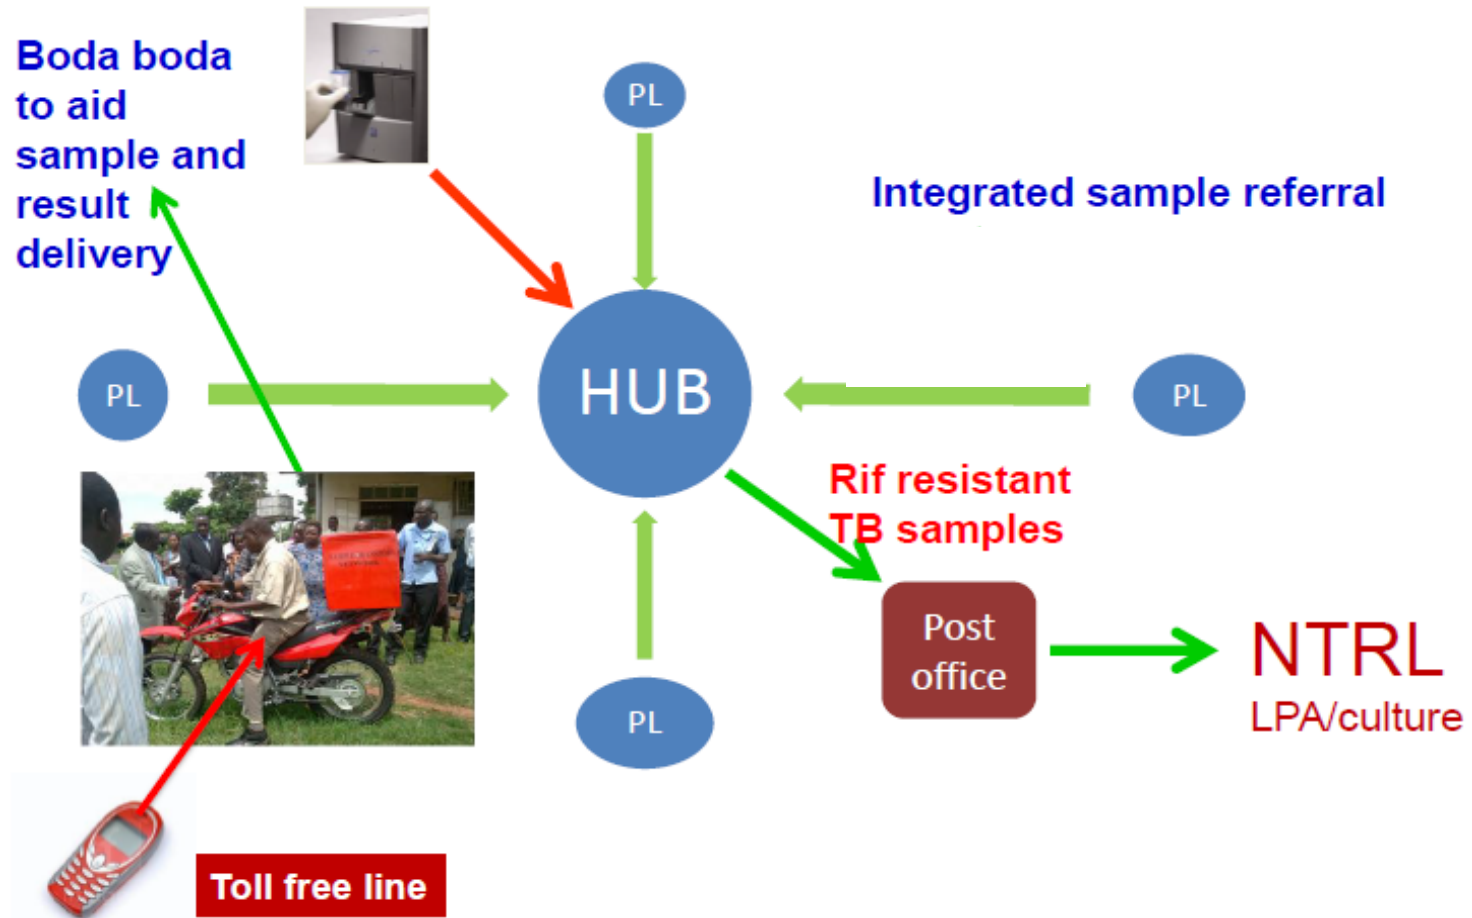 Boda boda
to aid
sample and
result
delivery
PL
Integrated sample referral
PL
HUB
PL
Rif resistant
TB samples
Post
office
NTRL
LPA/culture
PL
Toll free line